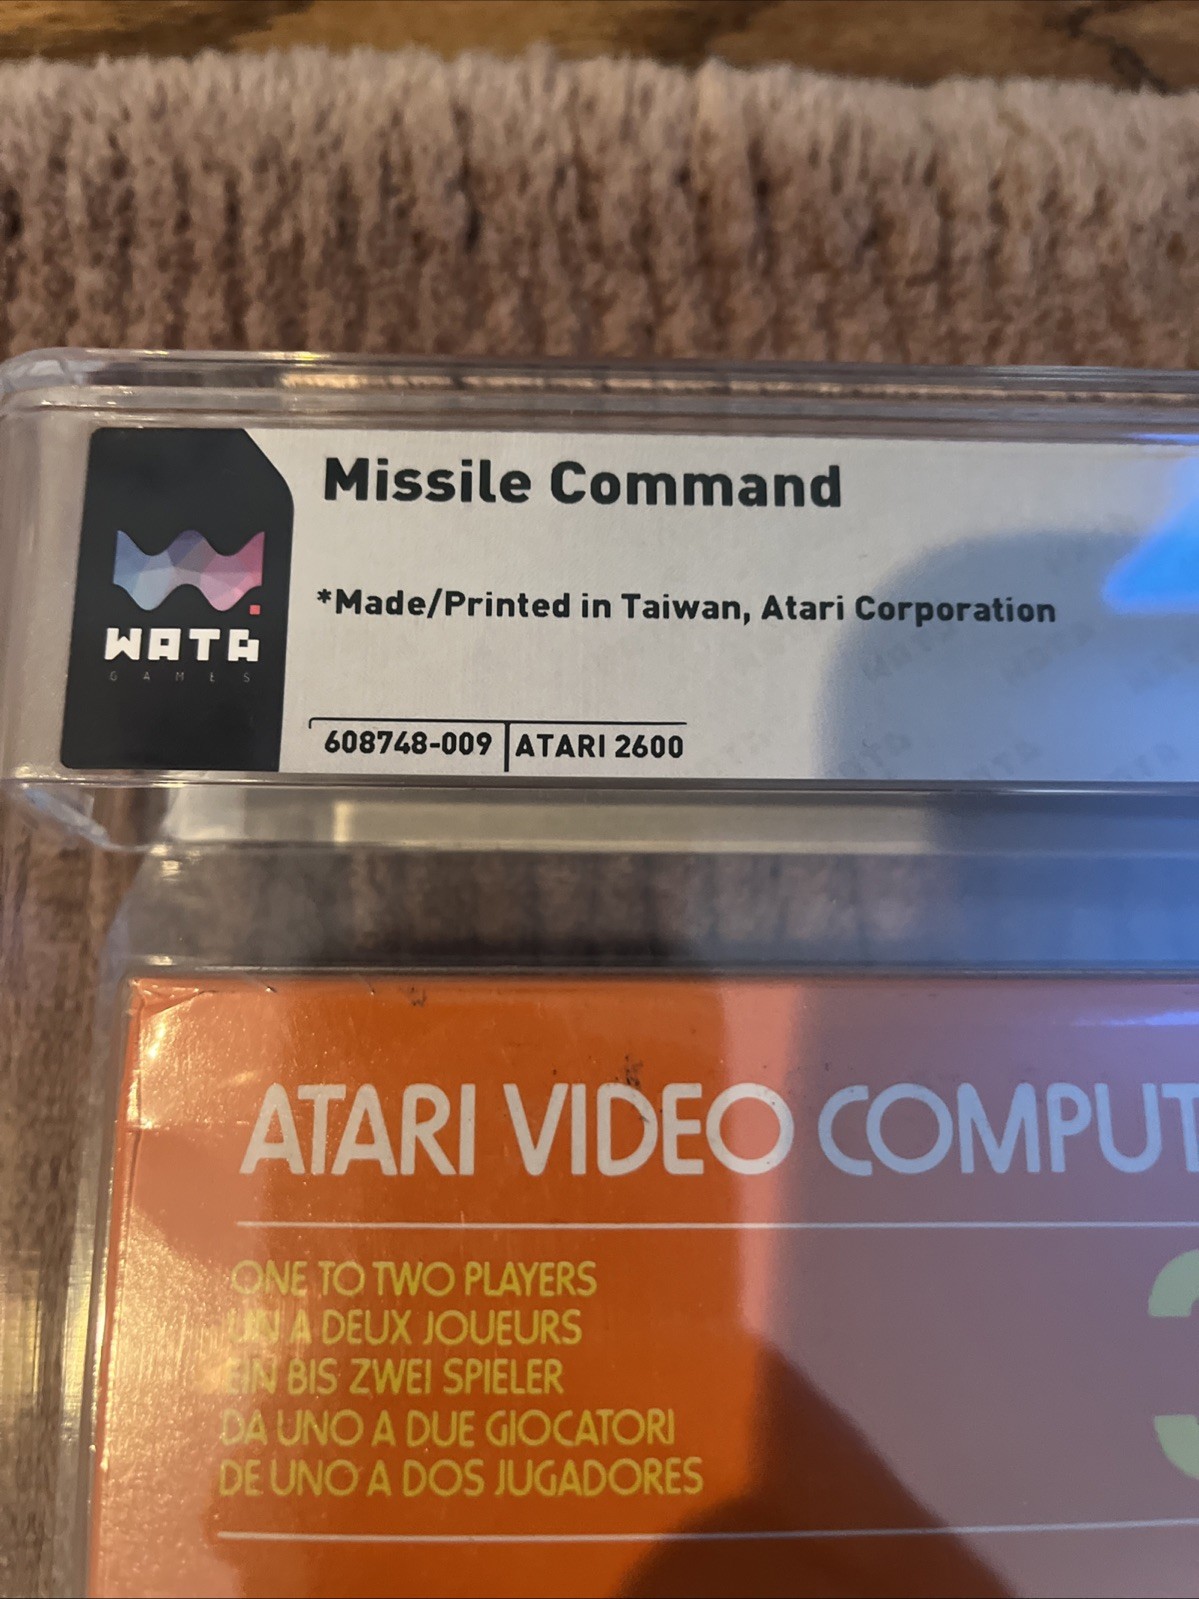 Missile Command
*Made/Printed in Taiwan, Atari Corporation
WATA
GAMES
608748-009 ATARI 2600
ATARI VIDEO COMPUT
ONE TO TWO PLAYERS
UN A DEUX JOUEURS
EIN BIS ZWEI SPIELER
DA UNO A DUE GIOCATORI
DE UNO A DOS JUGADORES